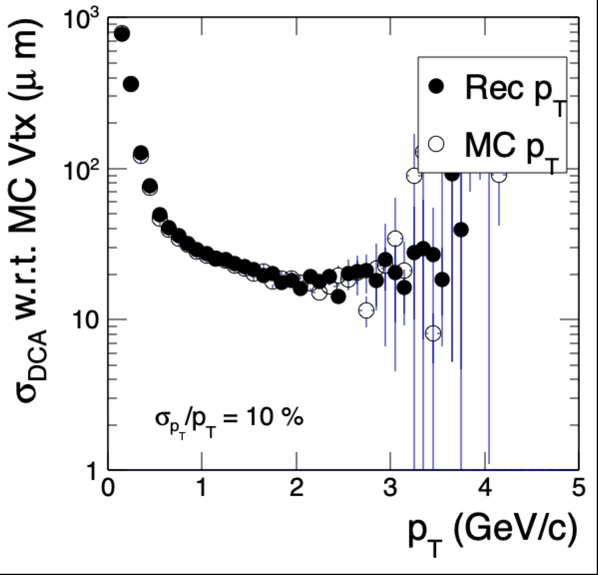 σDCA w.r.t. MC Vtx (μ m)
10³
10²
10
1
Rec pT
MC pT
σpT/pT = 10 %
0 1 2 3 4 5
pT (GeV/c)